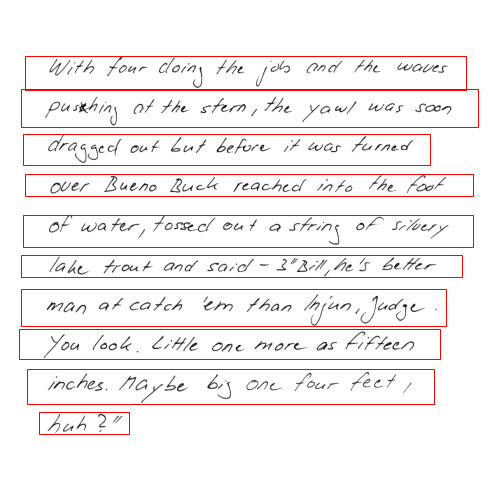 With four doing the job and the waves
pushing at the stern, the yawl was soon
dragged out but before it was turned
over Bueno Buck reached into the foot
of water, tossed out a string of silvery
lake trout and said - 3" Bill, he's better
man at catch 'em than Injun, Judge.
You look. Little one more as fifteen
inches. Maybe big one four feet,
huh?"